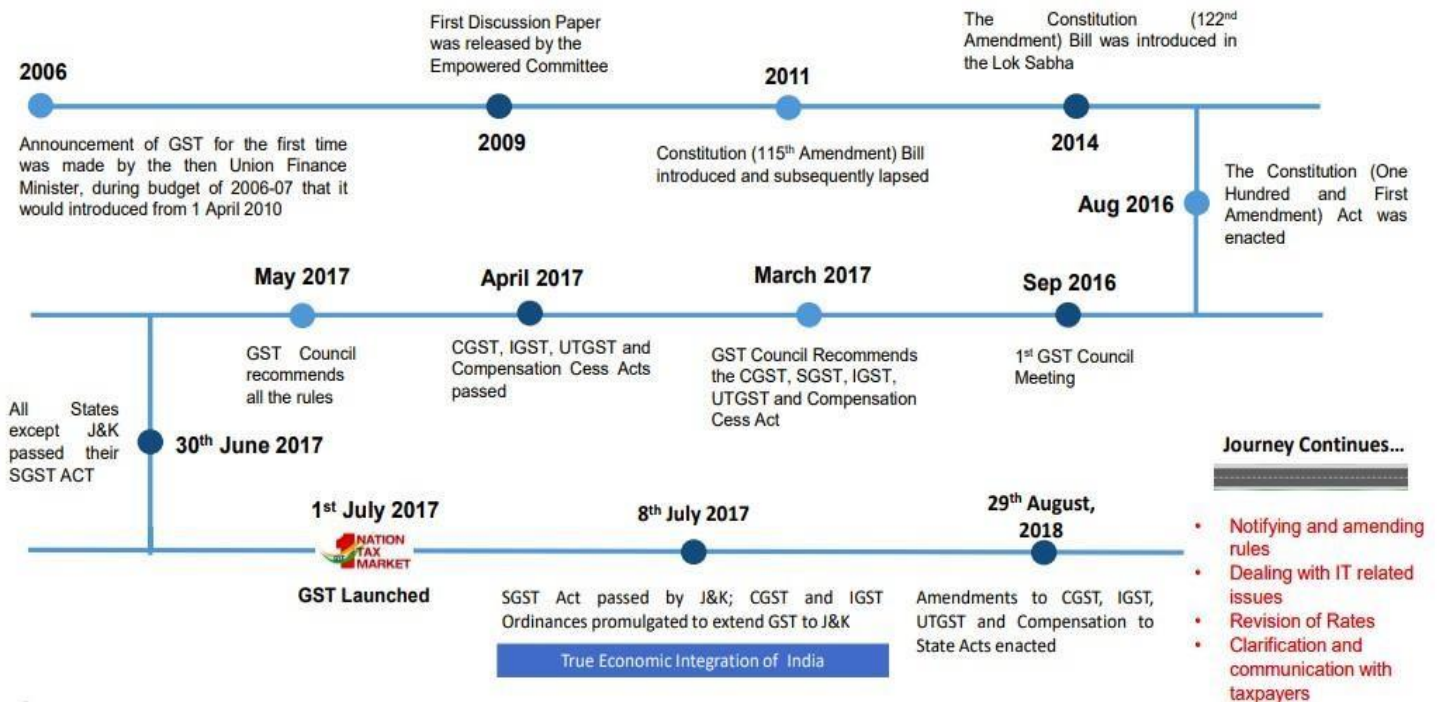 2006
Announcement of GST for the first time
was made by the then Union Finance
Minister, during budget of 2006-07 that it
would introduced from 1 April 2010
First Discussion Paper
was released by the
Empowered Committee
2009
2011
Constitution (115th Amendment) Bill
introduced and subsequently lapsed
The Constitution (122nd
Amendment) Bill was introduced in
the Lok Sabha
2014
Aug 2016
The Constitution (One
Hundred and First
Amendment) Act was
enacted
Sep 2016
1st GST Council
Meeting
March 2017
GST Council Recommends
the CGST, SGST, IGST,
UTGST and Compensation
Cess Act
April 2017
CGST, IGST, UTGST and
Compensation Cess Acts
passed
May 2017
GST Council
recommends
all the rules
All States
except J&K
passed their
SGST ACT
30th June 2017
1st July 2017
1 NATION
TAX
MARKET
GST Launched
8th July 2017
SGST Act passed by J&K; CGST and IGST
Ordinances promulgated to extend GST to J&K
True Economic Integration of India
29th August,
2018
Amendments to CGST, IGST,
UTGST and Compensation to
State Acts enacted
Journey Continues...
• Notifying and amending
rules
• Dealing with IT related
issues
• Revision of Rates
• Clarification and
communication with
taxpayers